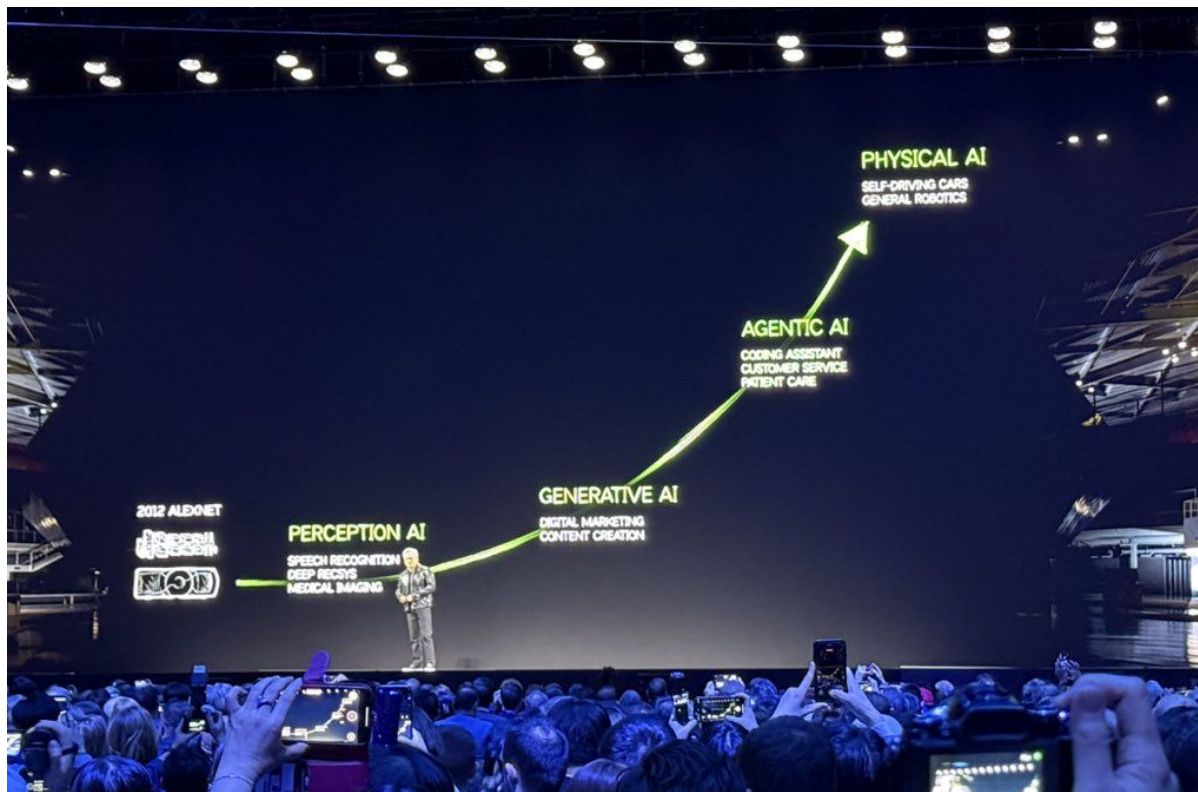 PHYSICAL AI
SELF-DRIVING CARS
GENERAL ROBOTICS
AGENTIC AI
CODING ASSISTANT
CUSTOMER SERVICE
PATIENT CARE
GENERATIVE AI
DIGITAL MARKETING
CONTENT CREATION
2012 ALEXNET
PERCEPTION AI
SPEECH RECOGNITION
DEEP RECSYS
MEDICAL IMAGING